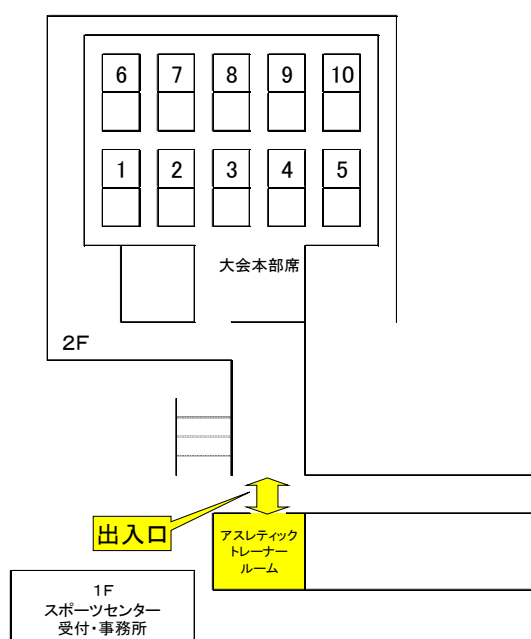 6 7 8 9 10
1 2 3 4 5
大会本部席
2F
出入口
アスレティック
トレーナー
ルーム
1F
スポーツセンター
受付・事務所